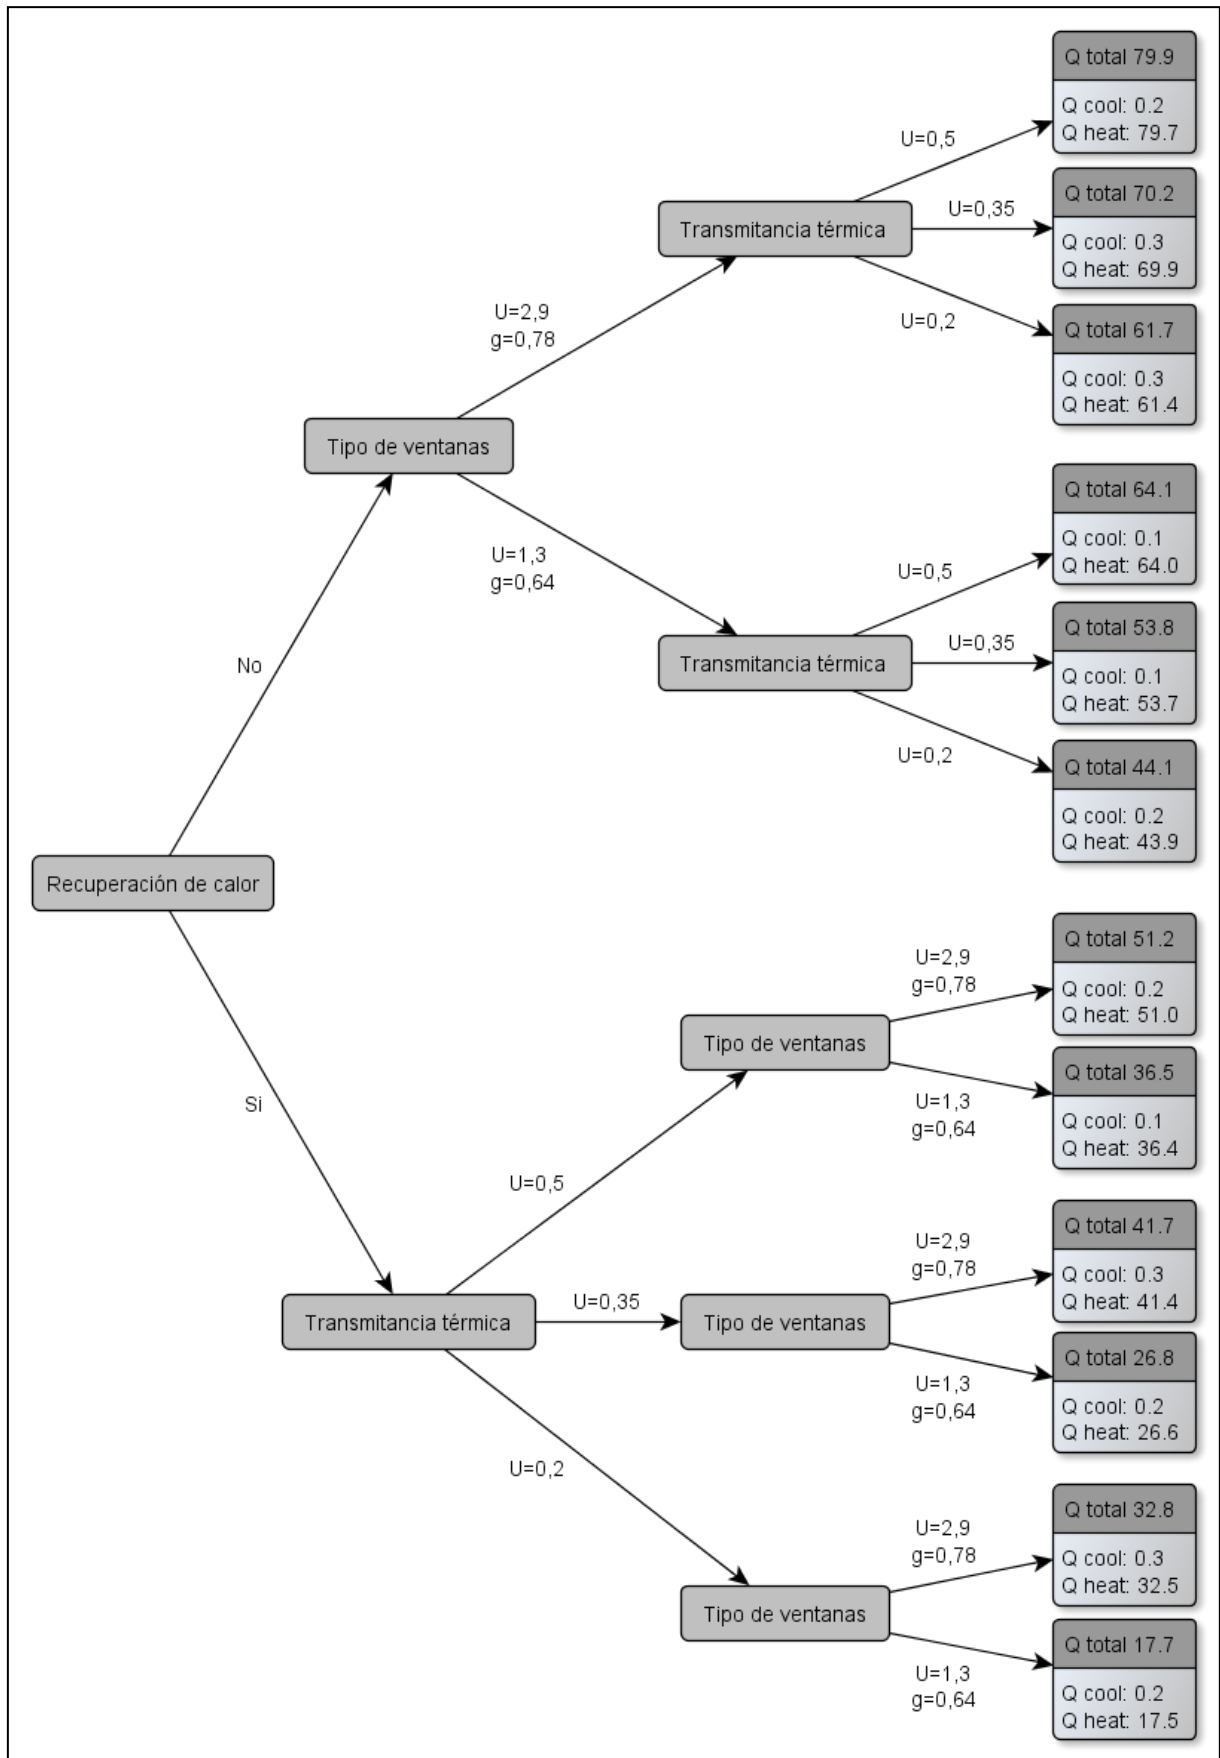 Q total 79.9
Q cool: 0.2
Q heat: 79.7
U=0,5
Q total 70.2
Q cool: 0.3
Q heat: 69.9
U=0,35
Transmitancia térmica
U=0,2
Q total 61.7
Q cool: 0.3
Q heat: 61.4
U=2,9
g=0,78
Tipo de ventanas
U=1,3
g=0,64
Q total 64.1
Q cool: 0.1
Q heat: 64.0
U=0,5
Q total 53.8
Q cool: 0.1
Q heat: 53.7
U=0,35
Transmitancia térmica
U=0,2
Q total 44.1
Q cool: 0.2
Q heat: 43.9
No
Recuperación de calor
Si
Q total 51.2
Q cool: 0.2
Q heat: 51.0
U=2,9
g=0,78
Tipo de ventanas
Q total 36.5
Q cool: 0.1
Q heat: 36.4
U=1,3
g=0,64
U=0,5
Q total 41.7
Q cool: 0.3
Q heat: 41.4
U=2,9
g=0,78
Transmitancia térmica
U=0,35
Tipo de ventanas
Q total 26.8
Q cool: 0.2
Q heat: 26.6
U=1,3
g=0,64
U=0,2
Q total 32.8
Q cool: 0.3
Q heat: 32.5
U=2,9
g=0,78
Tipo de ventanas
Q total 17.7
Q cool: 0.2
Q heat: 17.5
U=1,3
g=0,64